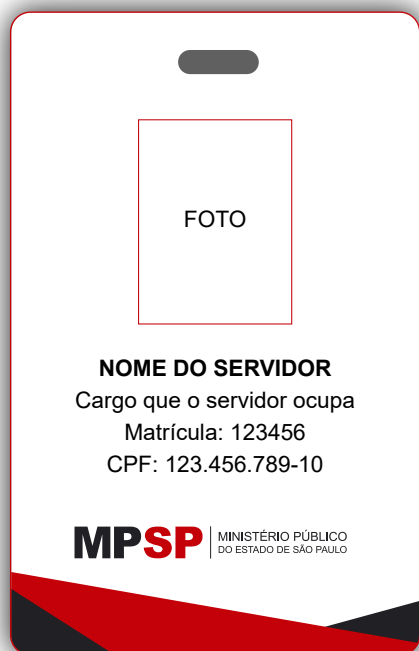 FOTO
NOME DO SERVIDOR
Cargo que o servidor ocupa
Matrícula: 123456
CPF: 123.456.789-10
MPSP MINISTÉRIO PÚBLICO
DO ESTADO DE SÃO PAULO